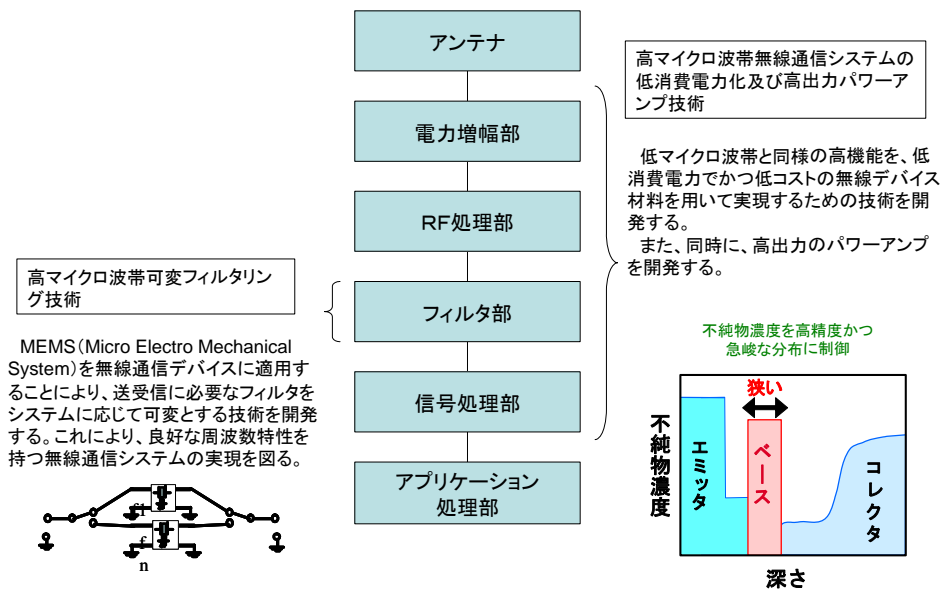 アンテナ
電力増幅部
RF処理部
フィルタ部
信号処理部
アプリケーション
処理部
高マイクロ波帯可変フィルタリン
グ技術
MEMS(Micro Electro Mechanical
System)を無線通信デバイスに適用す
ることにより、送受信に必要なフィルタを
システムに応じて可変とする技術を開発
する。これにより、良好な周波数特性を
持つ無線通信システムの実現を図る。
f1
f
n
高マイクロ波帯無線通信システムの
低消費電力化及び高出力パワーア
ンプ技術
低マイクロ波帯と同様の高機能を、低
消費電力でかつ低コストの無線デバイス
材料を用いて実現するための技術を開
発する。
また、同時に、高出力のパワーアンプ
を開発する。
不純物濃度を高精度かつ
急峻な分布に制御
狭い
不純物濃度
エミッタ
ベース
コレクタ
深さ